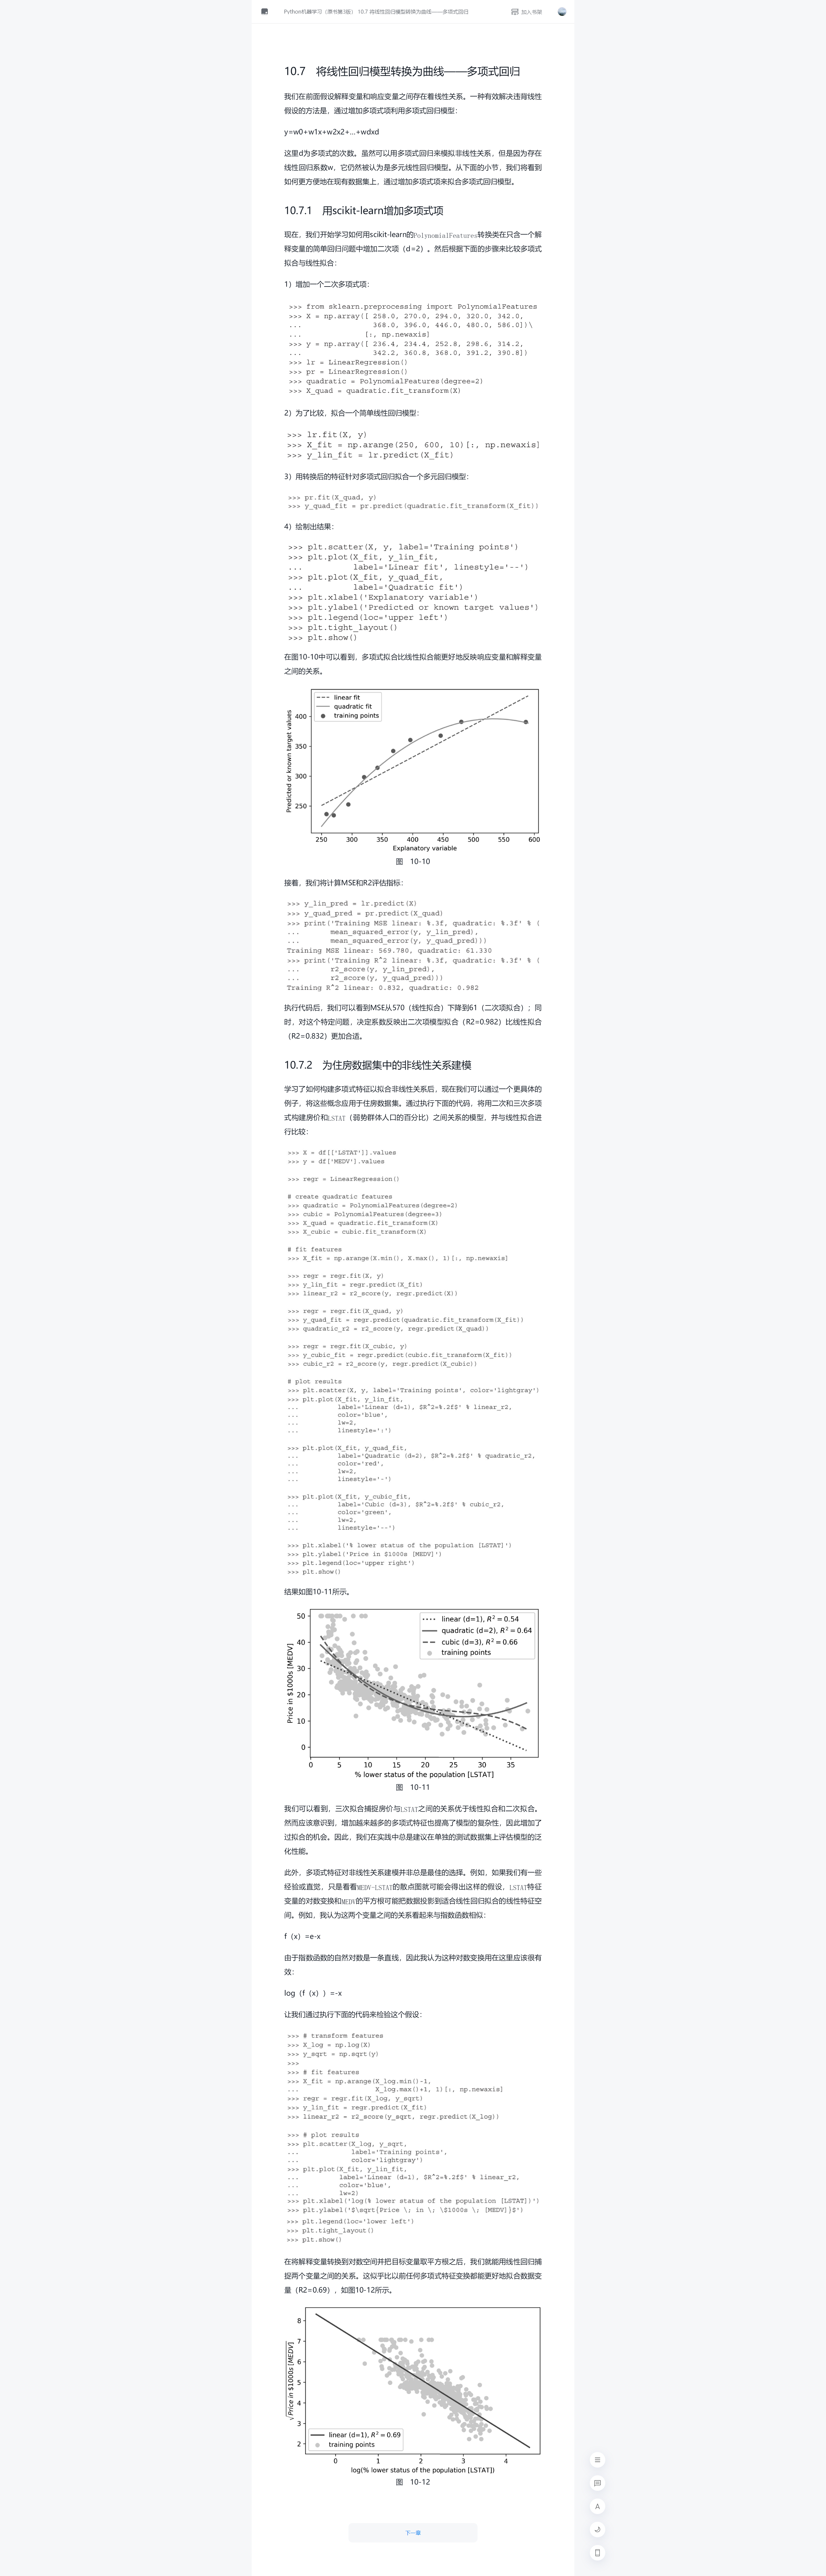 Python机器学习（原书第3版） 10.7 将线性回归模型转换为曲线——多项式回归
加入书架
10.7 将线性回归模型转换为曲线——多项式回归
我们在前面假设解释变量和响应变量之间存在着线性关系。一种有效解决违背线性
假设的方法是，通过增加多项式项利用多项式回归模型：
y=w0+w1x+w2x2+…+wdxd
这里d为多项式的次数。虽然可以用多项式回归来模拟非线性关系，但是因为存在
线性回归系数w，它仍然被认为是多元线性回归模型。从下面的小节，我们将看到
如何更方便地在现有数据集上，通过增加多项式项来拟合多项式回归模型。
10.7.1 用scikit-learn增加多项式项
现在，我们开始学习如何用scikit-learn的PolynomialFeatures转换类在只含一个解
释变量的简单回归问题中增加二次项（d=2）。然后根据下面的步骤来比较多项式
拟合与线性拟合：
1）增加一个二次多项式项：
>>> from sklearn.preprocessing import PolynomialFeatures
>>> X = np.array([ 258.0, 270.0, 294.0, 320.0, 342.0,
... 368.0, 396.0, 446.0, 480.0, 586.0])\
... [:, np.newaxis]
>>> y = np.array([ 236.4, 234.4, 252.8, 298.6, 314.2,
... 342.2, 360.8, 368.0, 391.2, 390.8])
>>> lr = LinearRegression()
>>> pr = LinearRegression()
>>> quadratic = PolynomialFeatures(degree=2)
>>> X_quad = quadratic.fit_transform(X)
2）为了比较，拟合一个简单线性回归模型：
>>> lr.fit(X, y)
>>> X_fit = np.arange(250, 600, 10)[:, np.newaxis]
>>> y_lin_fit = lr.predict(X_fit)
3）用转换后的特征针对多项式回归拟合一个多元回归模型：
>>> pr.fit(X_quad, y)
>>> y_quad_fit = pr.predict(quadratic.fit_transform(X_fit))
4）绘制出结果：
>>> plt.scatter(X, y, label='Training points')
>>> plt.plot(X_fit, y_lin_fit,
... label='Linear fit', linestyle='--')
>>> plt.plot(X_fit, y_quad_fit,
... label='Quadratic fit')
>>> plt.xlabel('Explanatory variable')
>>> plt.ylabel('Predicted or known target values')
>>> plt.legend(loc='upper left')
>>> plt.tight_layout()
>>> plt.show()
在图10-10中可以看到，多项式拟合比线性拟合能更好地反映响应变量和解释变量
之间的关系。
linear fit
quadratic fit
training points
Predicted or known target values
400
350
300
250
250 300 350 400 450 500 550 600
Explanatory variable
图 10-10
接着，我们将计算MSE和R2评估指标：
>>> y_lin_pred = lr.predict(X)
>>> y_quad_pred = pr.predict(X_quad)
>>> print('Training MSE linear: %.3f, quadratic: %.3f' % (
... mean_squared_error(y, y_lin_pred),
... mean_squared_error(y, y_quad_pred)))
Training MSE linear: 569.780, quadratic: 61.330
>>> print('Training R^2 linear: %.3f, quadratic: %.3f' % (
... r2_score(y, y_lin_pred),
... r2_score(y, y_quad_pred)))
Training R^2 linear: 0.832, quadratic: 0.982
执行代码后，我们可以看到MSE从570（线性拟合）下降到61（二次项拟合）；同
时，对这个特定问题，决定系数反映出二次项模型拟合（R2=0.982）比线性拟合
（R2=0.832）更加合适。
10.7.2 为住房数据集中的非线性关系建模
学习了如何构建多项式特征以拟合非线性关系后，现在我们可以通过一个更具体的
例子，将这些概念应用于住房数据集。通过执行下面的代码，将用二次和三次多项
式构建房价和LSTAT（弱势群体人口的百分比）之间关系的模型，并与线性拟合进
行比较：
>>> X = df[['LSTAT']].values
>>> y = df['MEDV'].values
>>> regr = LinearRegression()
# create quadratic features
>>> quadratic = PolynomialFeatures(degree=2)
>>> cubic = PolynomialFeatures(degree=3)
>>> X_quad = quadratic.fit_transform(X)
>>> X_cubic = cubic.fit_transform(X)
# fit features
>>> X_fit = np.arange(X.min(), X.max(), 1)[:, np.newaxis]
>>> regr = regr.fit(X, y)
>>> y_lin_fit = regr.predict(X_fit)
>>> linear_r2 = r2_score(y, regr.predict(X))
>>> regr = regr.fit(X_quad, y)
>>> y_quad_fit = regr.predict(quadratic.fit_transform(X_fit))
>>> quadratic_r2 = r2_score(y, regr.predict(X_quad))
>>> regr = regr.fit(X_cubic, y)
>>> y_cubic_fit = regr.predict(cubic.fit_transform(X_fit))
>>> cubic_r2 = r2_score(y, regr.predict(X_cubic))
# plot results
>>> plt.scatter(X, y, label='Training points', color='lightgray')
>>> plt.plot(X_fit, y_lin_fit,
... label='Linear (d=1), $R^2=%.2f$' % linear_r2,
... color='blue',
... lw=2,
... linestyle=':')
>>> plt.plot(X_fit, y_quad_fit,
... label='Quadratic (d=2), $R^2=%.2f$' % quadratic_r2,
... color='red',
... lw=2,
... linestyle='-')
>>> plt.plot(X_fit, y_cubic_fit,
... label='Cubic (d=3), $R^2=%.2f$' % cubic_r2,
... color='green',
... lw=2,
... linestyle='--')
>>> plt.xlabel('% lower status of the population [LSTAT]')
>>> plt.ylabel('Price in $1000s [MEDV]')
>>> plt.legend(loc='upper right')
>>> plt.show()
结果如图10-11所示。
linear (d=1), R² = 0.54
quadratic (d=2), R² = 0.64
cubic (d=3), R² = 0.66
training points
Price in $1000s [MEDV]
50
40
30
20
10
0
0 5 10 15 20 25 30 35
% lower status of the population [LSTAT]
图 10-11
我们可以看到，三次拟合捕捉房价与LSTAT之间的关系优于线性拟合和二次拟合。
然而应该意识到，增加越来越多的多项式特征也提高了模型的复杂性，因此增加了
过拟合的机会。因此，我们在实践中总是建议在单独的测试数据集上评估模型的泛
化性能。
此外，多项式特征对非线性关系建模并非总是最佳的选择。例如，如果我们有一些
经验或直觉，只是看着MEDV-LSTAT的散点图就可能会得出这样的假设，LSTAT特征
变量的对数变换和MEDV的平方根可能把数据投影到适合线性回归拟合的线性特征空
间。例如，我认为这两个变量之间的关系看起来与指数函数相似：
f（x）=e-x
由于指数函数的自然对数是一条直线，因此我认为这种对数变换用在这里应该很有
效：
log（f（x））=-x
让我们通过执行下面的代码来检验这个假设：
>>> # transform features
>>> X_log = np.log(X)
>>> y_sqrt = np.sqrt(y)
>>>
>>> # fit features
>>> X_fit = np.arange(X_log.min()-1,
... X_log.max()+1, 1)[:, np.newaxis]
>>> regr = regr.fit(X_log, y_sqrt)
>>> y_lin_fit = regr.predict(X_fit)
>>> linear_r2 = r2_score(y_sqrt, regr.predict(X_log))
>>> # plot results
>>> plt.scatter(X_log, y_sqrt,
... label='Training points',
... color='lightgray')
>>> plt.plot(X_fit, y_lin_fit,
... label='Linear (d=1), $R^2=%.2f$' % linear_r2,
... color='blue',
... lw=2)
>>> plt.xlabel('log(% lower status of the population [LSTAT])')
>>> plt.ylabel('$\sqrt{Price \; in \; \$1000s \; [MEDV]}$')
>>> plt.legend(loc='lower left')
>>> plt.tight_layout()
>>> plt.show()
在将解释变量转换到对数空间并把目标变量取平方根之后，我们就能用线性回归捕
捉两个变量之间的关系。这似乎比以前任何多项式特征变换都能更好地拟合数据变
量（R2=0.69），如图10-12所示。
√Price in $1000s [MEDV]
8
7
6
5
4
3
2
linear (d=1), R² = 0.69
training points
0 1 2 3 4
log(% lower status of the population [LSTAT])
图 10-12
下一章
A